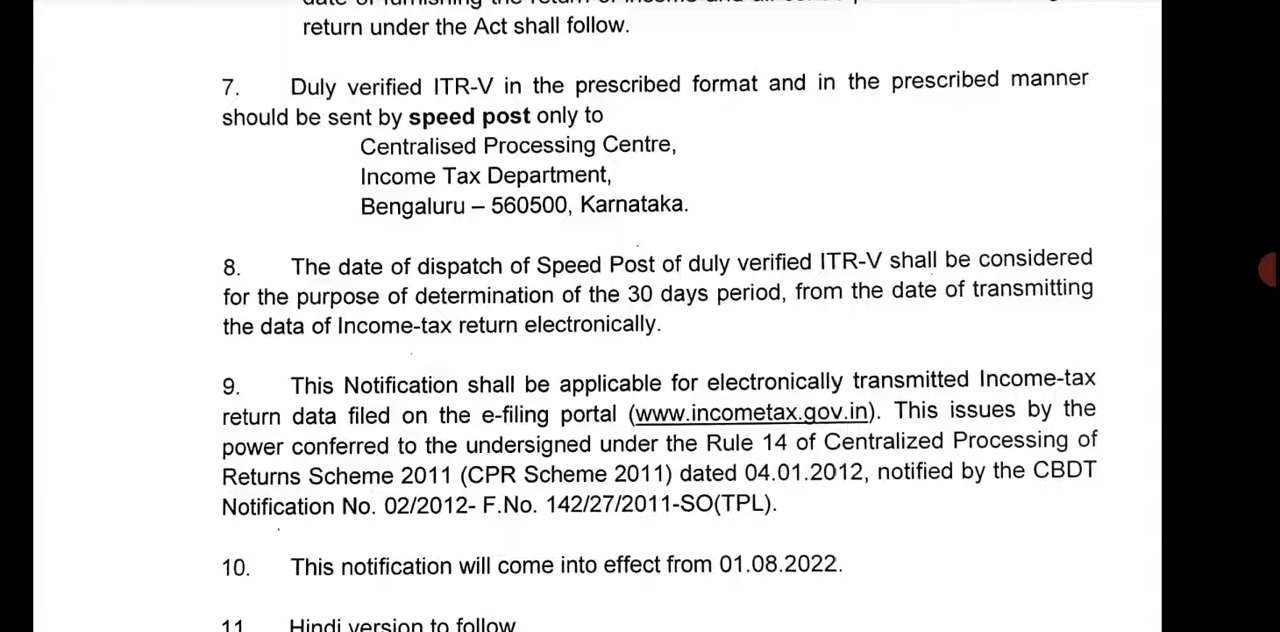 return under the Act shall follow.
7. Duly verified ITR-V in the prescribed format and in the prescribed manner
should be sent by speed post only to
Centralised Processing Centre,
Income Tax Department,
Bengaluru – 560500, Karnataka.
8. The date of dispatch of Speed Post of duly verified ITR-V shall be considered
for the purpose of determination of the 30 days period, from the date of transmitting
the data of Income-tax return electronically.
9. This Notification shall be applicable for electronically transmitted Income-tax
return data filed on the e-filing portal (www.incometax.gov.in). This issues by the
power conferred to the undersigned under the Rule 14 of Centralized Processing of
Returns Scheme 2011 (CPR Scheme 2011) dated 04.01.2012, notified by the CBDT
Notification No. 02/2012- F.No. 142/27/2011-SO(TPL).
10. This notification will come into effect from 01.08.2022.
11 Hindi version to follow